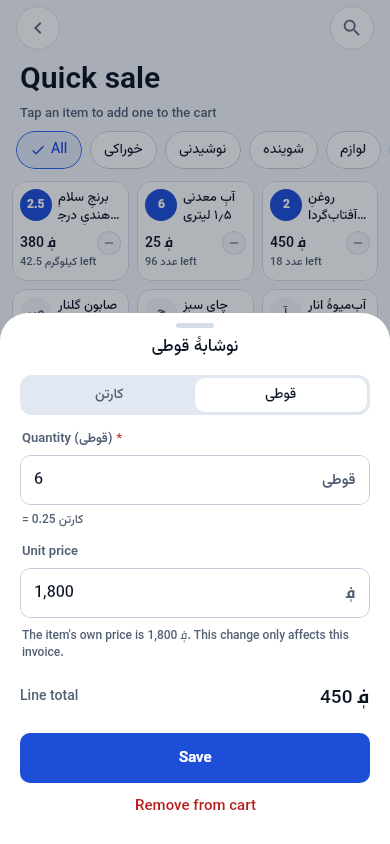 Quick sale
Tap an item to add one to the cart
All
خوراکی
نوشیدنی
شوینده
لوازم
2.5
برنج سلام
هندی درج...
380 ؋
42.5 کیلوگرم left
6
آب معدنی
۱٫۵ لیتری
25 ؋
96 عدد left
2
روغن
آفتاب‌گردا...
450 ؋
18 عدد left
صابون گلنار
چای سبز
آب‌میوهٔ انار
نوشابهٔ قوطی
کارتن
قوطی
Quantity (قوطی) *
6
قوطی
= 0.25 کارتن
Unit price
1,800
؋
The item's own price is 1,800 ؋. This change only affects this
invoice.
Line total
450 ؋
Save
Remove from cart